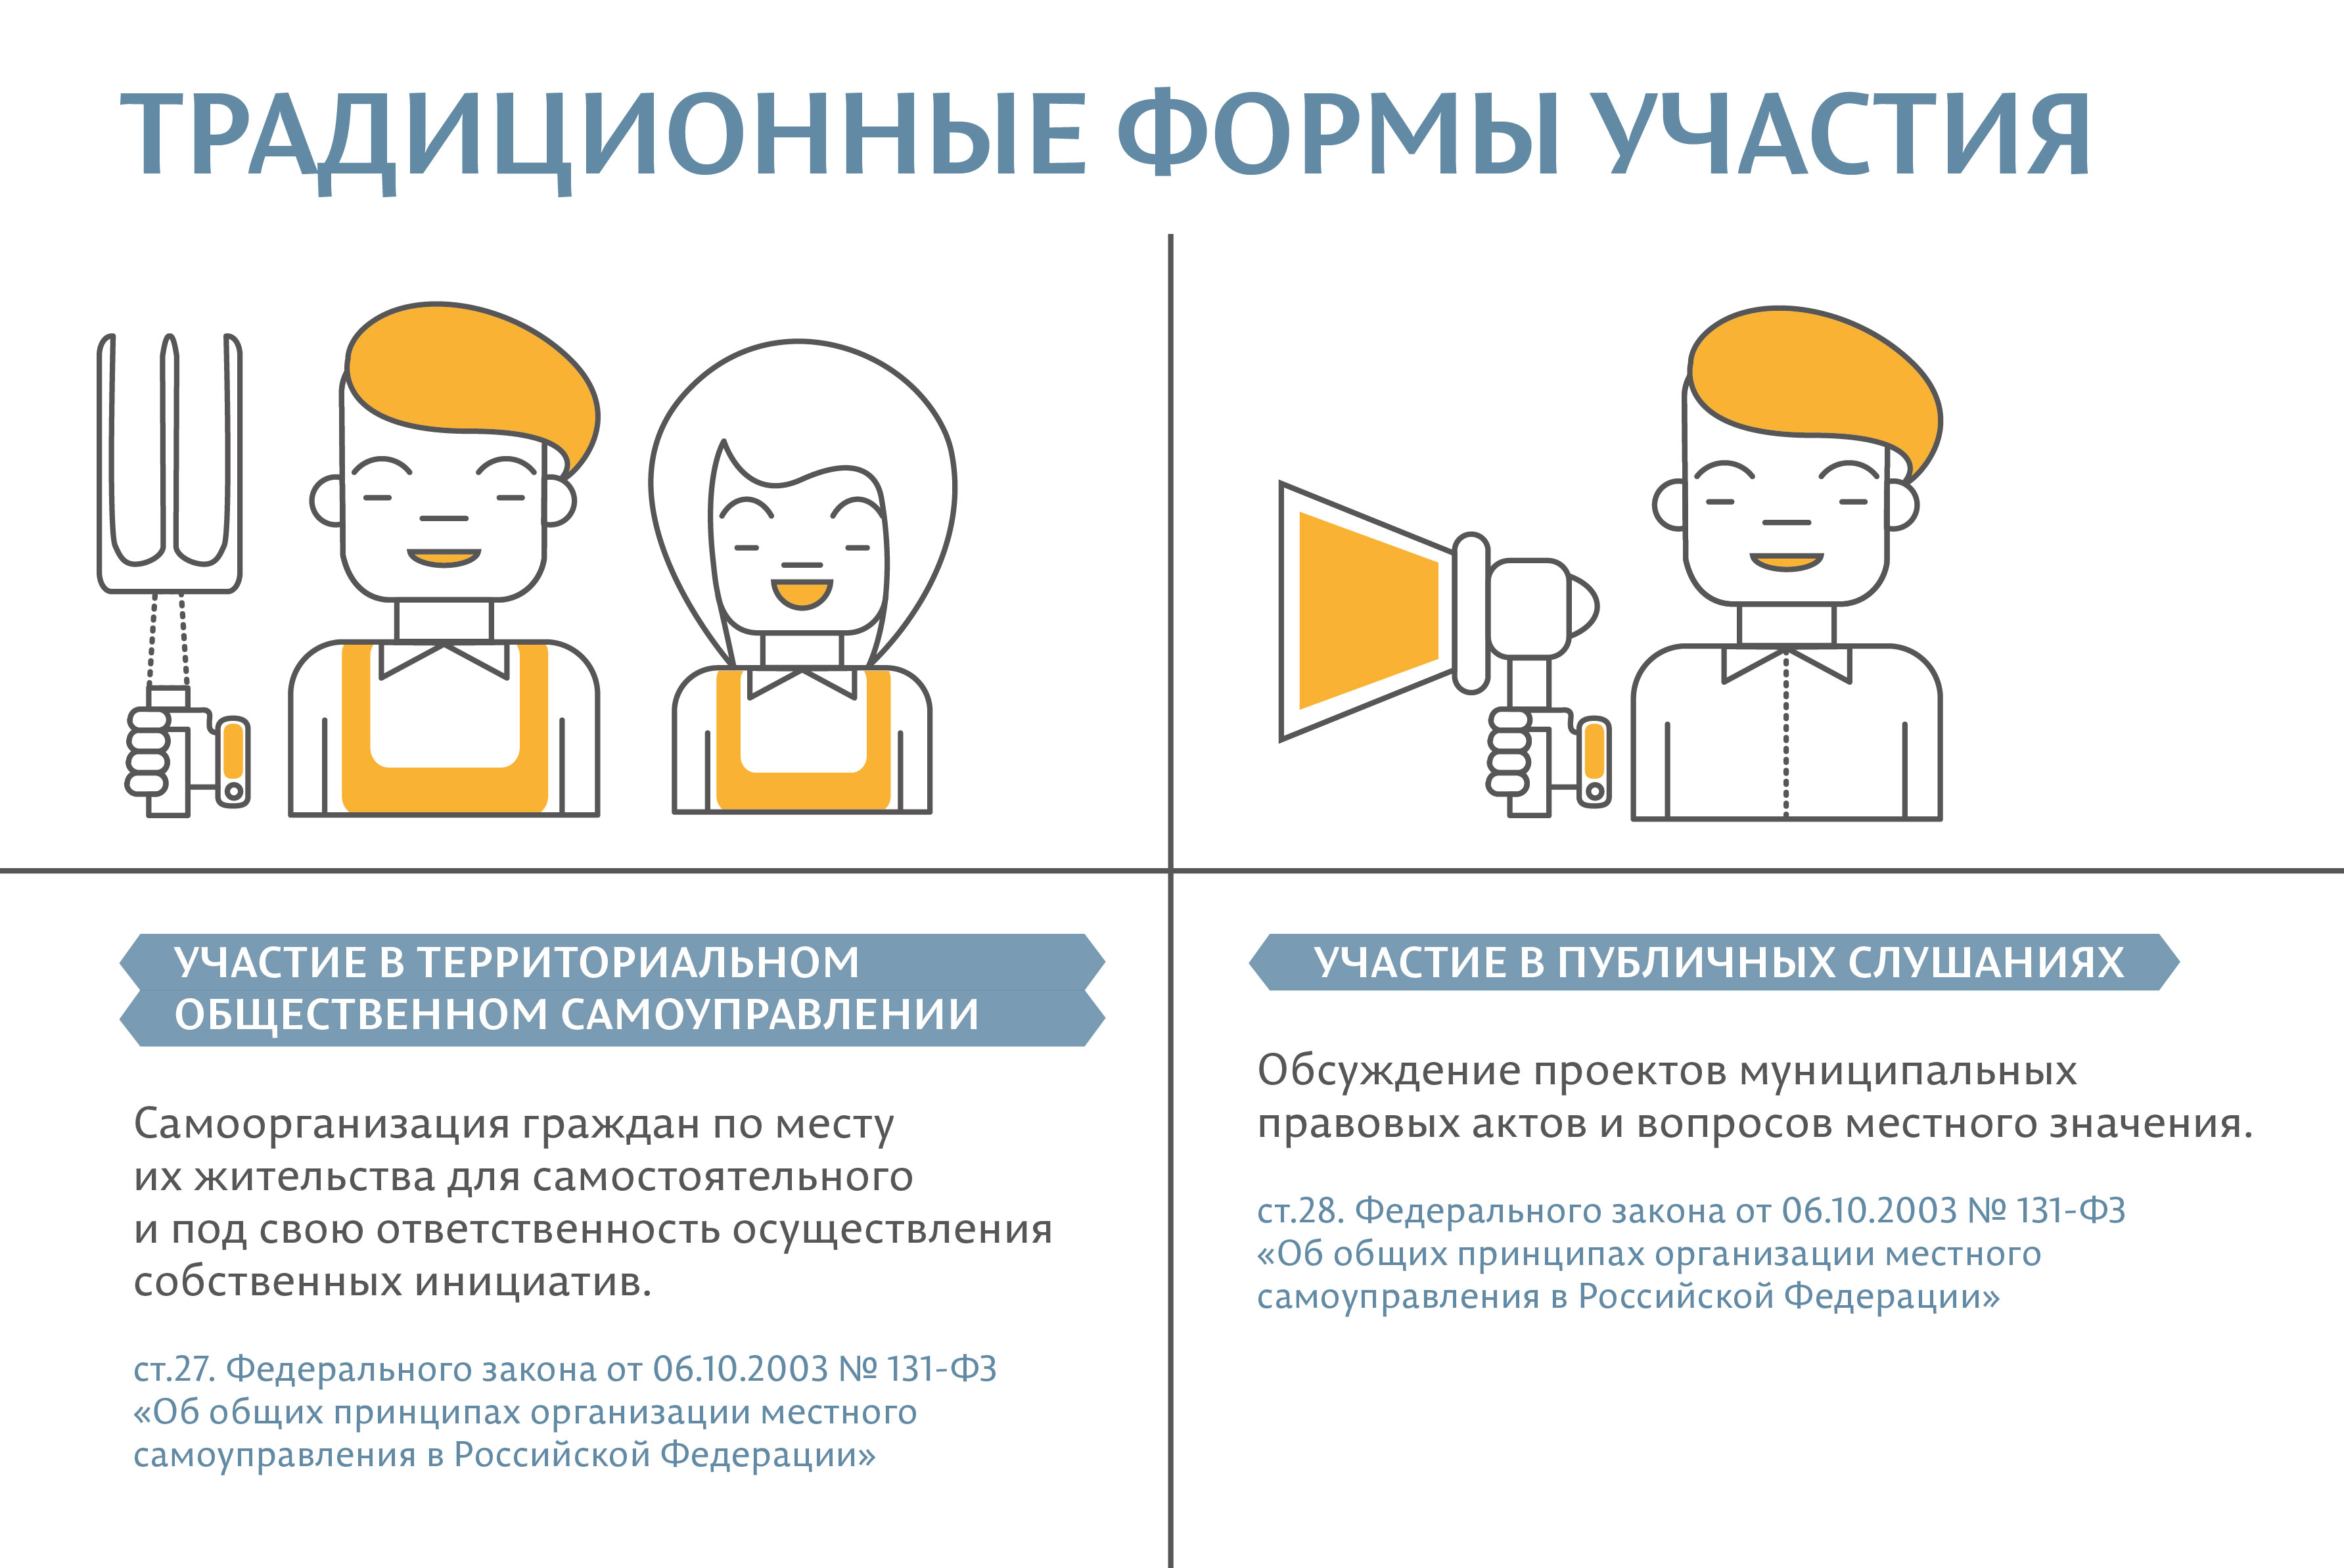 ТРАДИЦИОННЫЕ ФОРМЫ УЧАСТИЯ
УЧАСТИЕ В ТЕРРИТОРИАЛЬНОМ
ОБЩЕСТВЕННОМ САМОУПРАВЛЕНИИ
Самоорганизация граждан по месту
их жительства для самостоятельного
и под свою ответственность осуществления
собственных инициатив.
ст.27. Федерального закона от 06.10.2003 № 131-ФЗ
«Об общих принципах организации местного
самоуправления в Российской Федерации»
УЧАСТИЕ В ПУБЛИЧНЫХ СЛУШАНИЯХ
Обсуждение проектов муниципальных
правовых актов и вопросов местного значения.
ст.28. Федерального закона от 06.10.2003 № 131-ФЗ
«Об общих принципах организации местного
самоуправления в Российской Федерации»